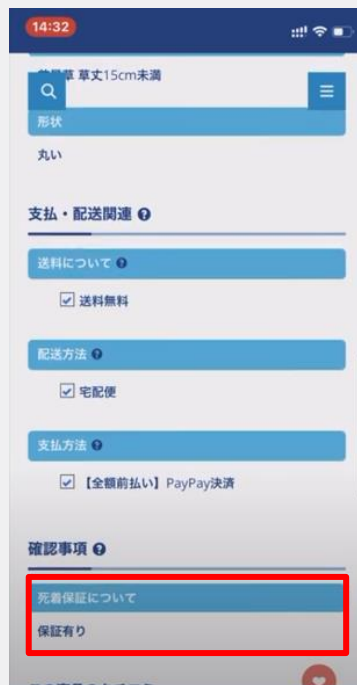 14:32
草 草丈15cm未満
形状
丸い
支払・配送関連
送料について
送料無料
配送方法
宅配便
支払方法
【全額前払い】PayPay決済
確認事項
死着保証について
保証有り